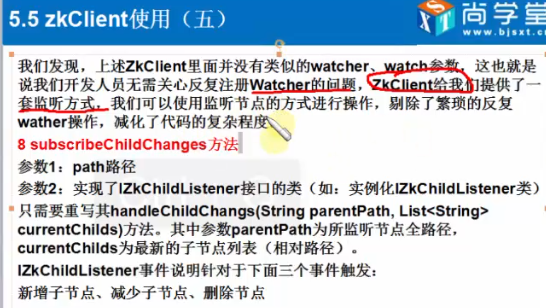 5.5 zkClient使用（五）
尚学堂
www.bjsxt.com
我们发现，上述ZkClient里面并没有类似的watcher、watch参数，这也就是
说我们开发人员无需关心反复注册Watcher的问题，ZkClient给我们提供了一
套监听方式，我们可以使用监听节点的方式进行操作，剔除了繁琐的反复
wather操作，减化了代码的复杂程度
8 subscribeChildChanges方法
参数1：path路径
参数2：实现了IZkChildListener接口的类（如：实例化IZkChildListener类）
只需要重写其handleChildChangs(String parentPath, List<String>
currentChilds)方法。其中参数parentPath为所监听节点全路径，
currentChilds为最新的子节点列表（相对路径）。
IZkChildListener事件说明针对于下面三个事件触发：
新增子节点、减少子节点、删除节点